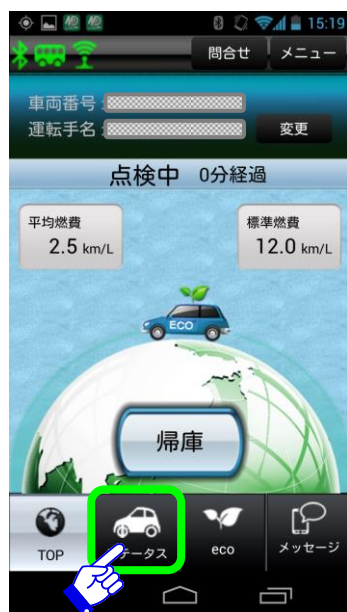 15:19
問合せ メニュー
車両番号:
運転手名: 変更
点検中 0分経過
平均燃費 標準燃費
2.5 km/L 12.0 km/L
ECO
帰庫
TOP テータス eco メッセージ